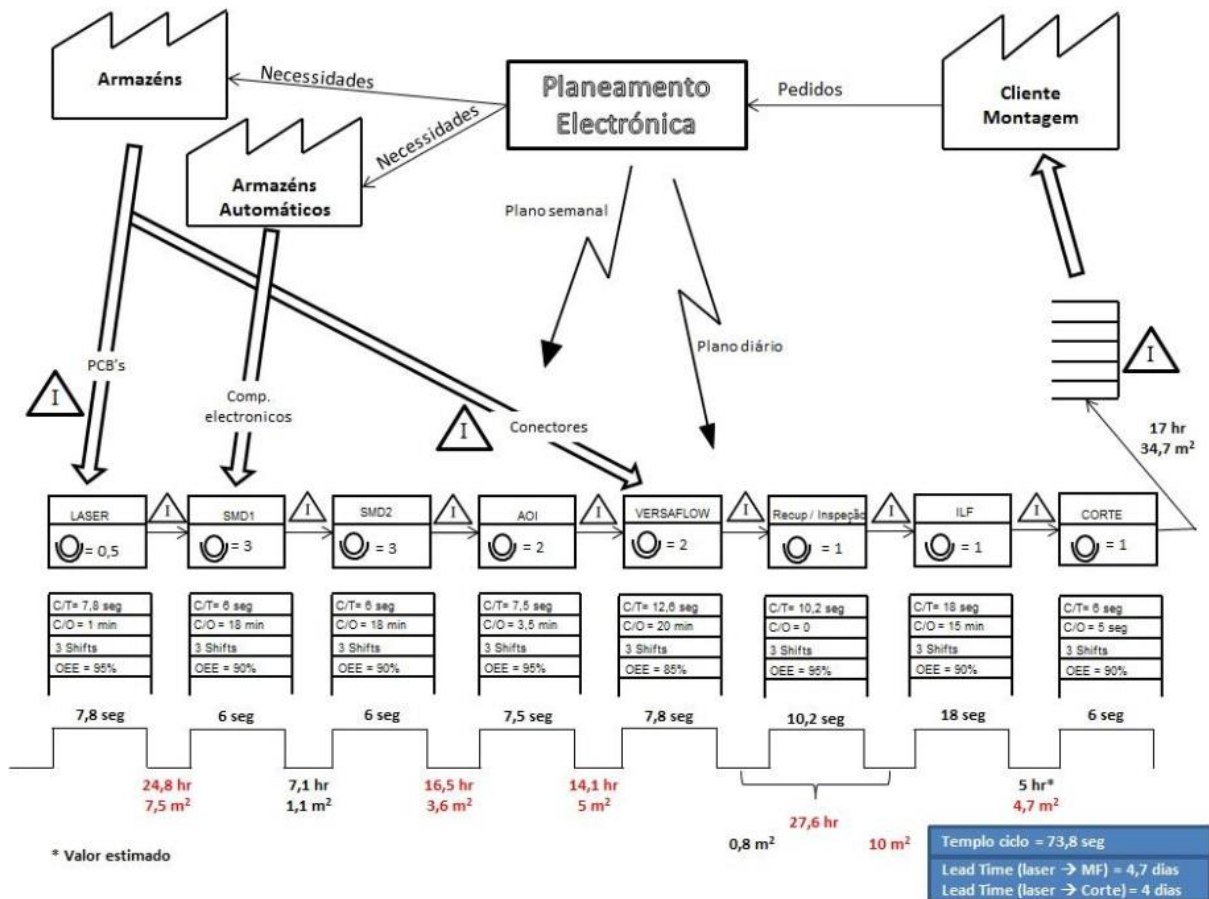 Armazéns
Necessidades
Planeamento
Electrónica
Pedidos
Cliente
Montagem
Necessidades
Armazéns
Automáticos
Plano semanal
Plano diário
PCB's
I
Comp.
electronicos
I
Conectores
I
17 hr
34,7 m²
LASER
= 0,5
I
SMD1
= 3
I
SMD2
= 3
I
AOI
= 2
I
VERSAFLOW
= 2
I
Recup / Inspeção
= 1
I
ILF
= 1
I
CORTE
= 1
C/T= 7,8 seg
C/O = 1 min
3 Shifts
OEE = 95%
C/T= 6 seg
C/O = 18 min
3 Shifts
OEE = 90%
C/T= 6 seg
C/O = 18 min
3 Shifts
OEE = 90%
C/T= 7,5 seg
C/O = 3,5 min
3 Shifts
OEE = 95%
C/T= 12,6 seg
C/O = 20 min
3 Shifts
OEE = 85%
C/T= 10,2 seg
C/O = 0
3 Shifts
OEE = 95%
C/T= 18 seg
C/O = 15 min
3 Shifts
OEE = 90%
C/T= 6 seg
C/O = 5 seg
3 Shifts
OEE = 90%
7,8 seg
6 seg
6 seg
7,5 seg
7,8 seg
10,2 seg
18 seg
6 seg
24,8 hr
7,5 m²
7,1 hr
1,1 m²
16,5 hr
3,6 m²
14,1 hr
5 m²
27,6 hr
0,8 m²
10 m²
5 hr*
4,7 m²
* Valor estimado
Templo ciclo = 73,8 seg
Lead Time (laser → MF) = 4,7 dias
Lead Time (laser → Corte) = 4 dias